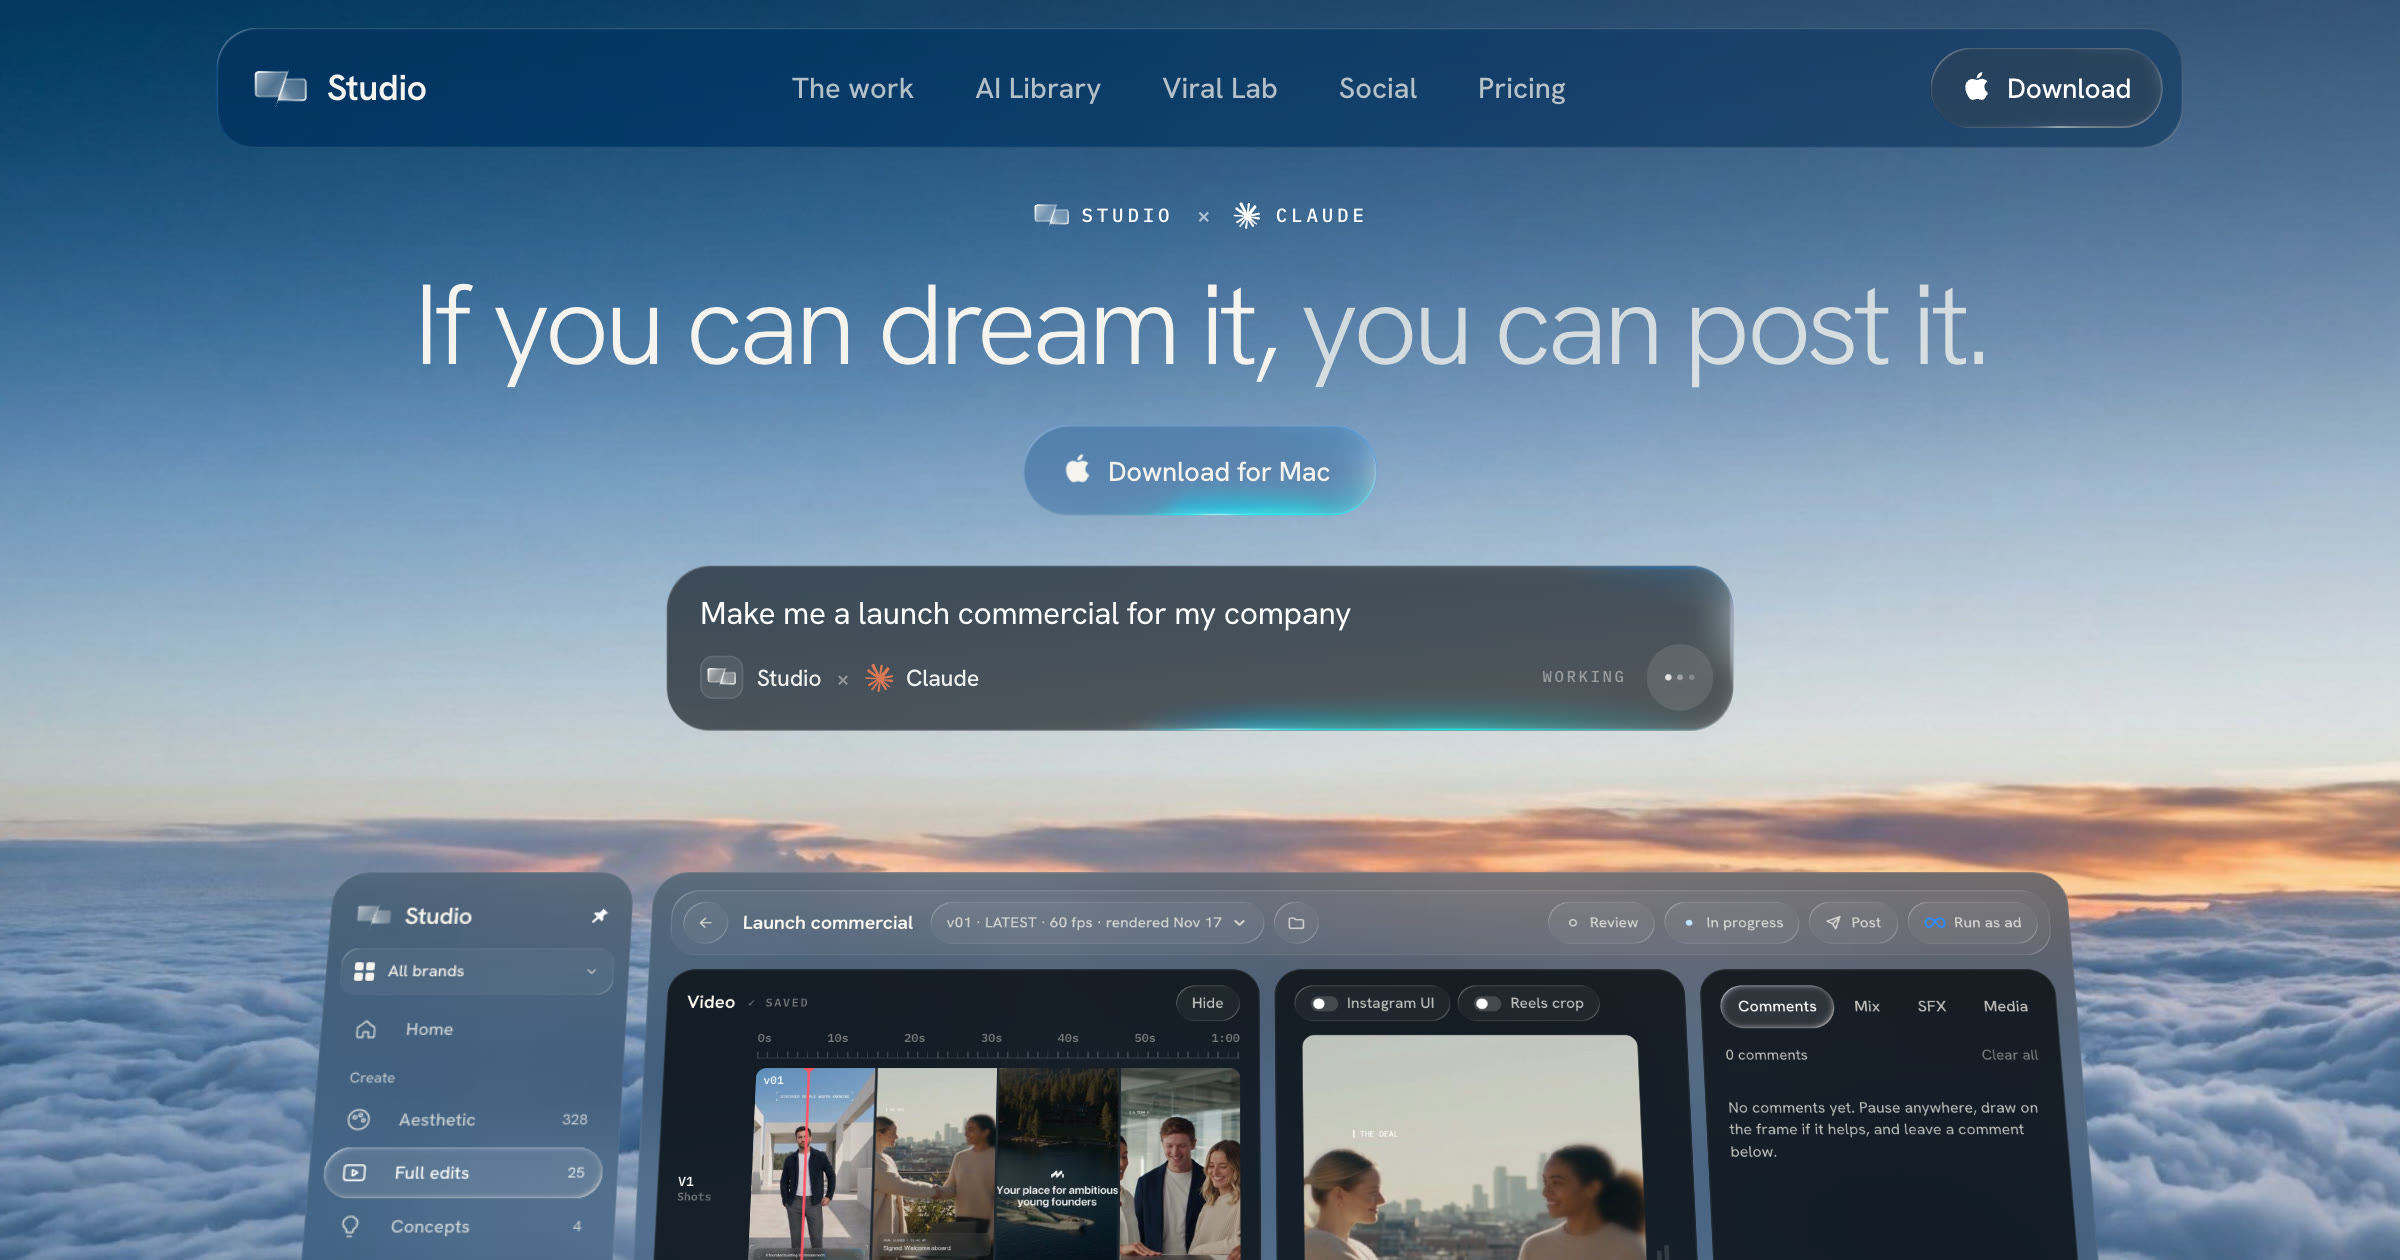 Studio
The work
AI Library
Viral Lab
Social
Pricing
Download
STUDIO × CLAUDE
If you can dream it, you can post it.
Download for Mac
Make me a launch commercial for my company
Studio × Claude
WORKING
Studio
All brands
Home
Create
Aesthetic 328
Full edits 25
Concepts 4
Launch commercial
v01 · LATEST · 60 fps · rendered Nov 17
Review
In progress
Post
Run as ad
Video ✓ SAVED
Hide
0s 10s 20s 30s 40s 50s 1:00
v01
V1
Shots
Your place for ambitious
young founders
Signed. Welcome aboard.
Instagram UI
Reels crop
THE DEAL
Comments
Mix
SFX
Media
0 comments
Clear all
No comments yet. Pause anywhere, draw on
the frame if it helps, and leave a comment
below.